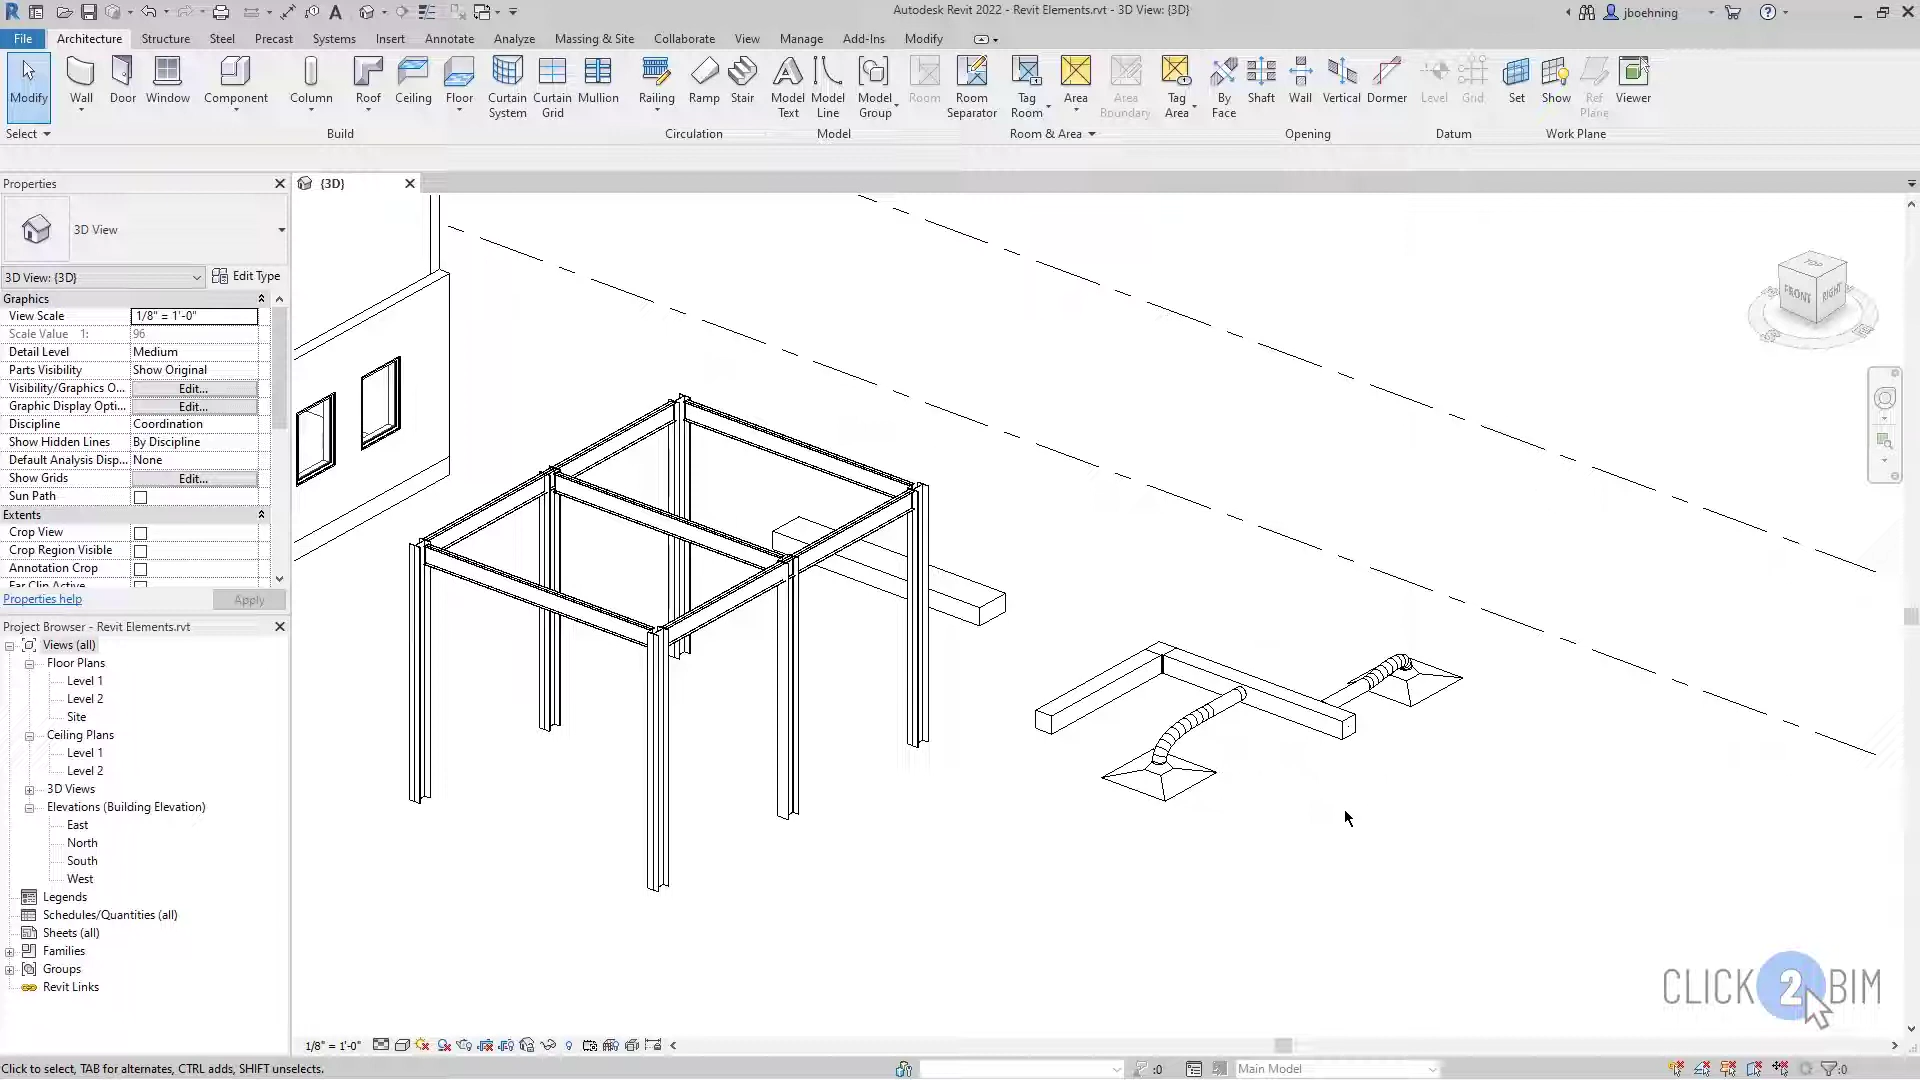 Autodesk Revit 2022 - Revit Elements.rvt - 3D View: {3D}
jboehning
File Architecture Structure Steel Precast Systems Insert Annotate Analyze Massing & Site Collaborate View Manage Add-Ins Modify
Modify Wall Door Window Component Column Roof Ceiling Floor Curtain System Curtain Grid Mullion Railing Ramp Stair Model Text Model Line Model Group Room Room Separator Tag Room Area Area Boundary Tag Area By Face Shaft Wall Vertical Dormer Level Grid Set Show Ref Plane Viewer
Select Build Circulation Model Room & Area Opening Datum Work Plane
Properties
{3D}
3D View
3D View: {3D} Edit Type
Graphics
View Scale 1/8" = 1'-0"
Scale Value 1: 96
Detail Level Medium
Parts Visibility Show Original
Visibility/Graphics O... Edit...
Graphic Display Opti... Edit...
Discipline Coordination
Show Hidden Lines By Discipline
Default Analysis Disp... None
Show Grids Edit...
Sun Path
Extents
Crop View
Crop Region Visible
Annotation Crop
Far Clip Active
Properties help Apply
Project Browser - Revit Elements.rvt
Views (all)
Floor Plans
Level 1
Level 2
Site
Ceiling Plans
Level 1
Level 2
3D Views
Elevations (Building Elevation)
East
North
South
West
Legends
Schedules/Quantities (all)
Sheets (all)
Families
Groups
Revit Links
TOP
FRONT RIGHT
CLICK 2 BIM
1/8" = 1'-0"
Click to select, TAB for alternates, CTRL adds, SHIFT unselects.
:0
Main Model
:0